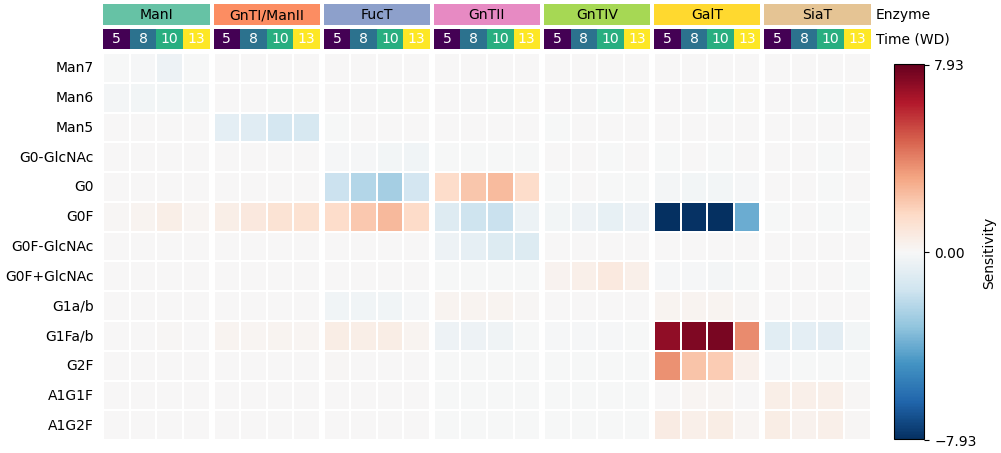 ManI GnTI/ManII FucT GnTII GnTIV GalT SiaT Enzyme
5 8 10 13 5 8 10 13 5 8 10 13 5 8 10 13 5 8 10 13 5 8 10 13 5 8 10 13 Time (WD)
Man7
Man6
Man5
G0-GlcNAc
G0
G0F
G0F-GlcNAc
G0F+GlcNAc
G1a/b
G1Fa/b
G2F
A1G1F
A1G2F
7.93
0.00
−7.93
Sensitivity